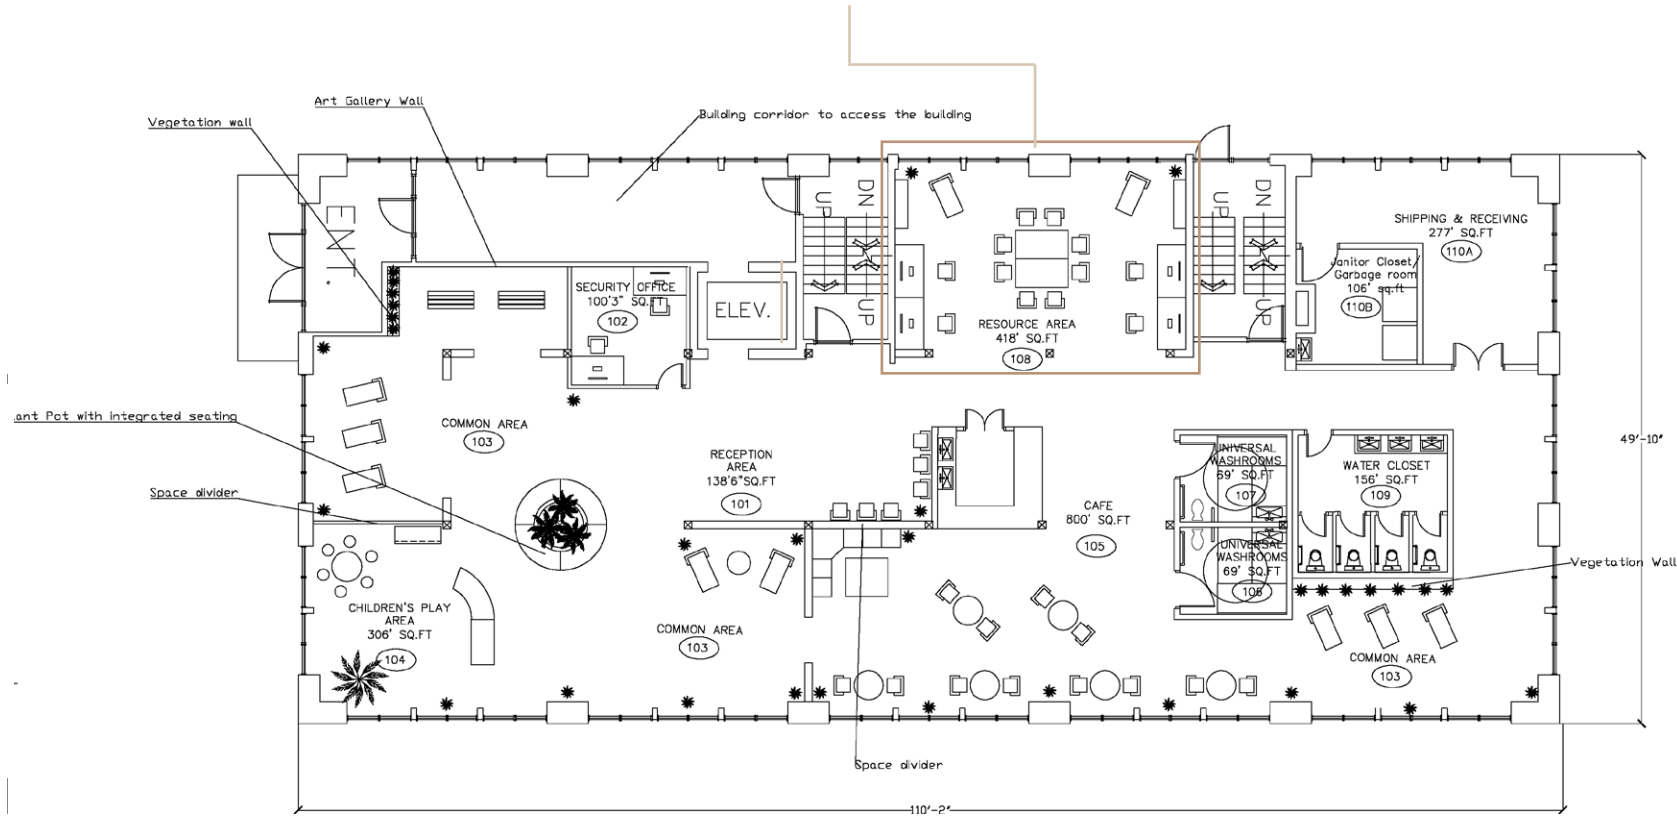 Art Gallery Wall
Vegetation wall
Building corridor to access the building
ENT.
UP
DN
UP
UP
DN
UP
SHIPPING & RECEIVING
277' SQ.FT
110A
Janitor Closet/
Garbage room
106' sq.ft
110B
SECURITY OFFICE
100'3" SQ.FT
102
ELEV.
RESOURCE AREA
418' SQ.FT
108
ant Pot with integrated seating
COMMON AREA
103
49'-10"
RECEPTION
AREA
138'6"SQ.FT
101
UNIVERSAL
WASHROOMS
69' SQ.FT
107
WATER CLOSET
156' SQ.FT
109
Space divider
CAFE
800' SQ.FT
105
UNIVERSAL
WASHROOMS
69' SQ.FT
106
Vegetation Wall
CHILDREN'S PLAY
AREA
306' SQ.FT
104
COMMON AREA
103
COMMON AREA
103
Space divider
110'-2"